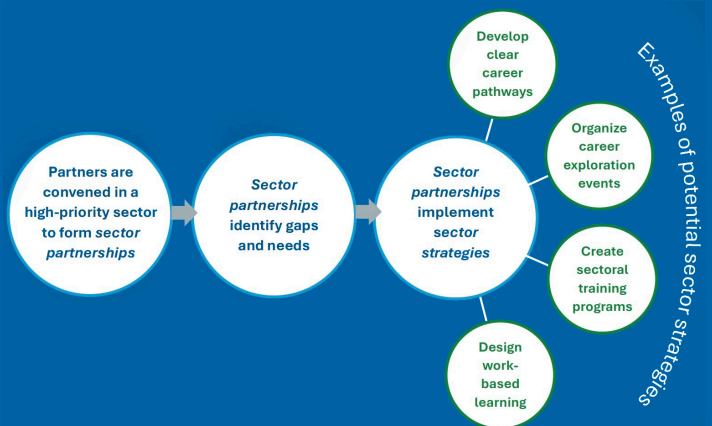 Partners are
convened in a
high-priority sector
to form sector
partnerships
Sector
partnerships
identify gaps
and needs
Sector
partnerships
implement
sector
strategies
Develop
clear
career
pathways
Organize
career
exploration
events
Create
sectoral
training
programs
Design
work-
based
learning
Examples of potential sector strategies